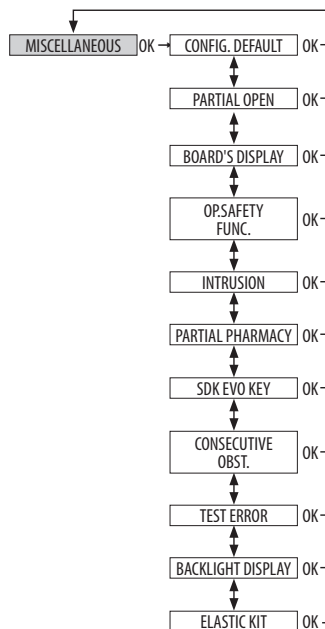 MISCELLANEOUS OK CONFIG. DEFAULT OK
PARTIAL OPEN OK
BOARD'S DISPLAY OK
OP.SAFETY
FUNC. OK
INTRUSION OK
PARTIAL PHARMACY OK
SDK EVO KEY OK
CONSECUTIVE
OBST. OK
TEST ERROR OK
BACKLIGHT DISPLAY OK
ELASTIC KIT OK